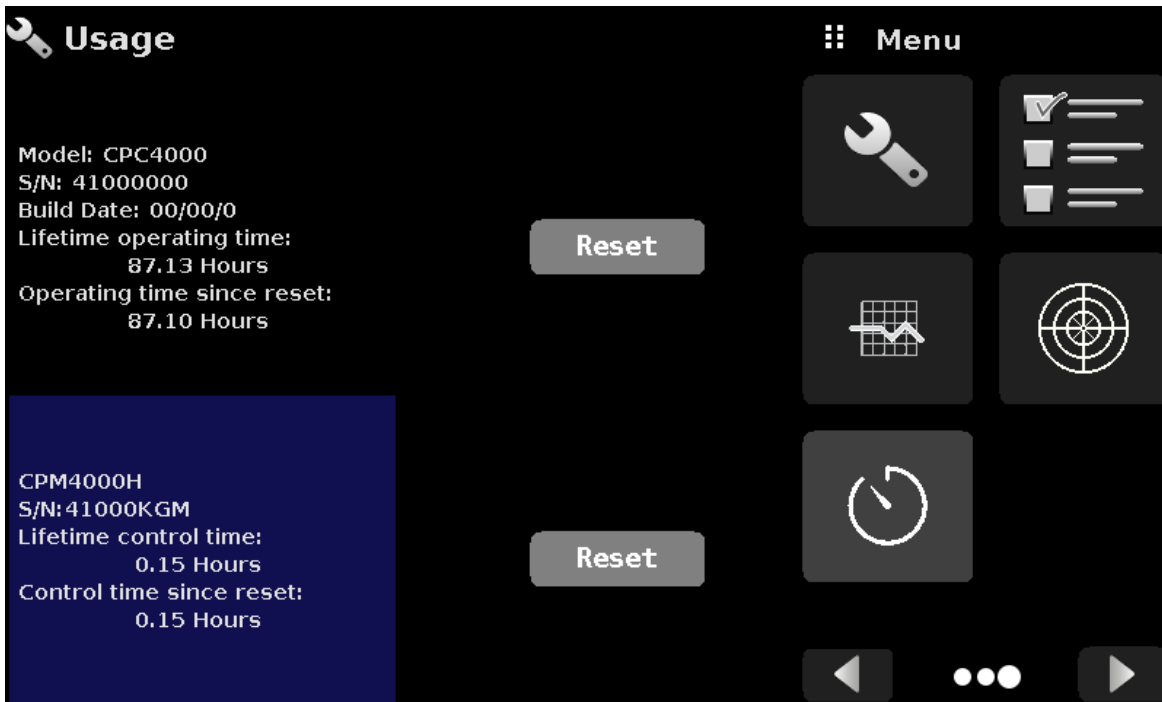 Usage
Menu
Model: CPC4000
S/N: 41000000
Build Date: 00/00/0
Lifetime operating time:
87.13 Hours
Operating time since reset:
87.10 Hours
Reset
CPM4000H
S/N:41000KGM
Lifetime control time:
0.15 Hours
Control time since reset:
0.15 Hours
Reset